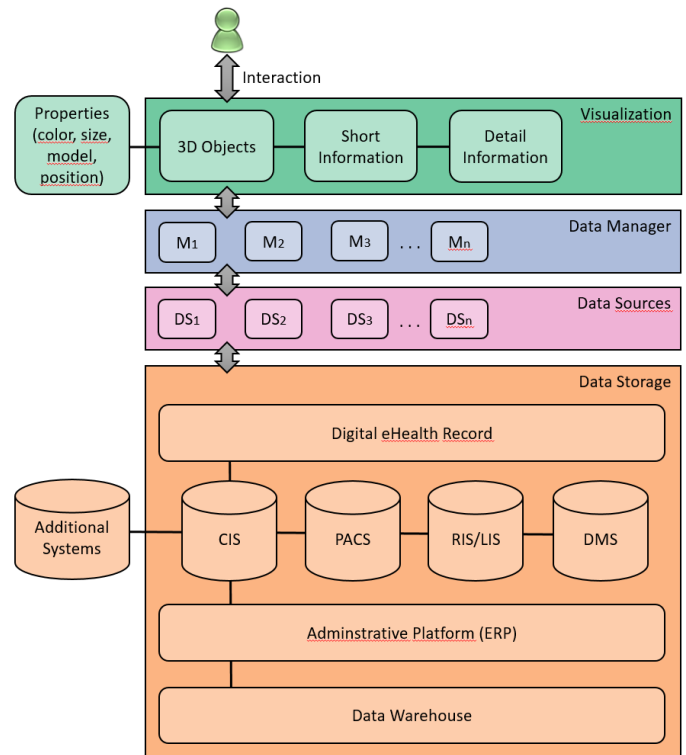 Interaction
Visualization
Properties
(color, size,
model,
position)
3D Objects
Short
Information
Detail
Information
Data Manager
M1
M2
M3
. . .
Mn
Data Sources
DS1
DS2
DS3
. . .
DSn
Data Storage
Digital eHealth Record
Additional
Systems
CIS
PACS
RIS/LIS
DMS
Adminstrative Platform (ERP)
Data Warehouse